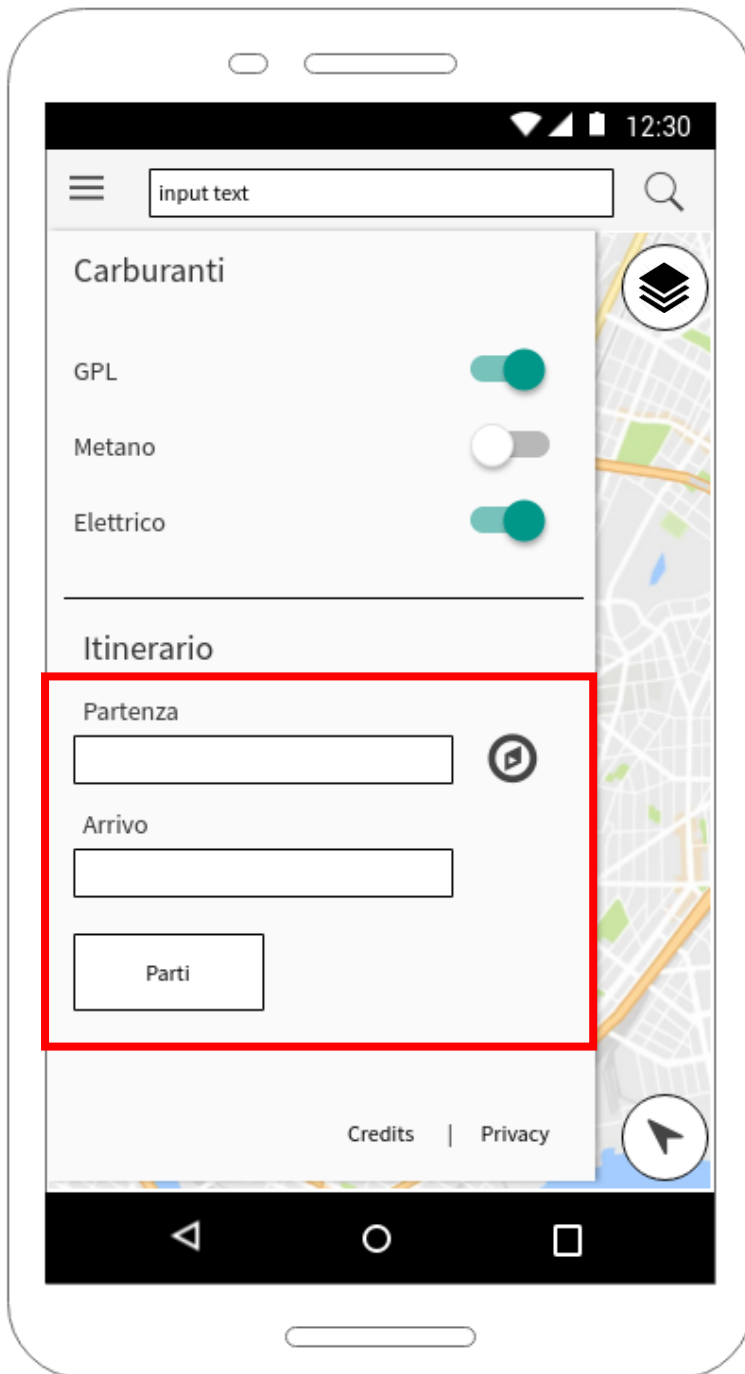 12:30
input text
Carburanti
GPL
Metano
Elettrico
Itinerario
Partenza
Arrivo
Parti
Credits | Privacy